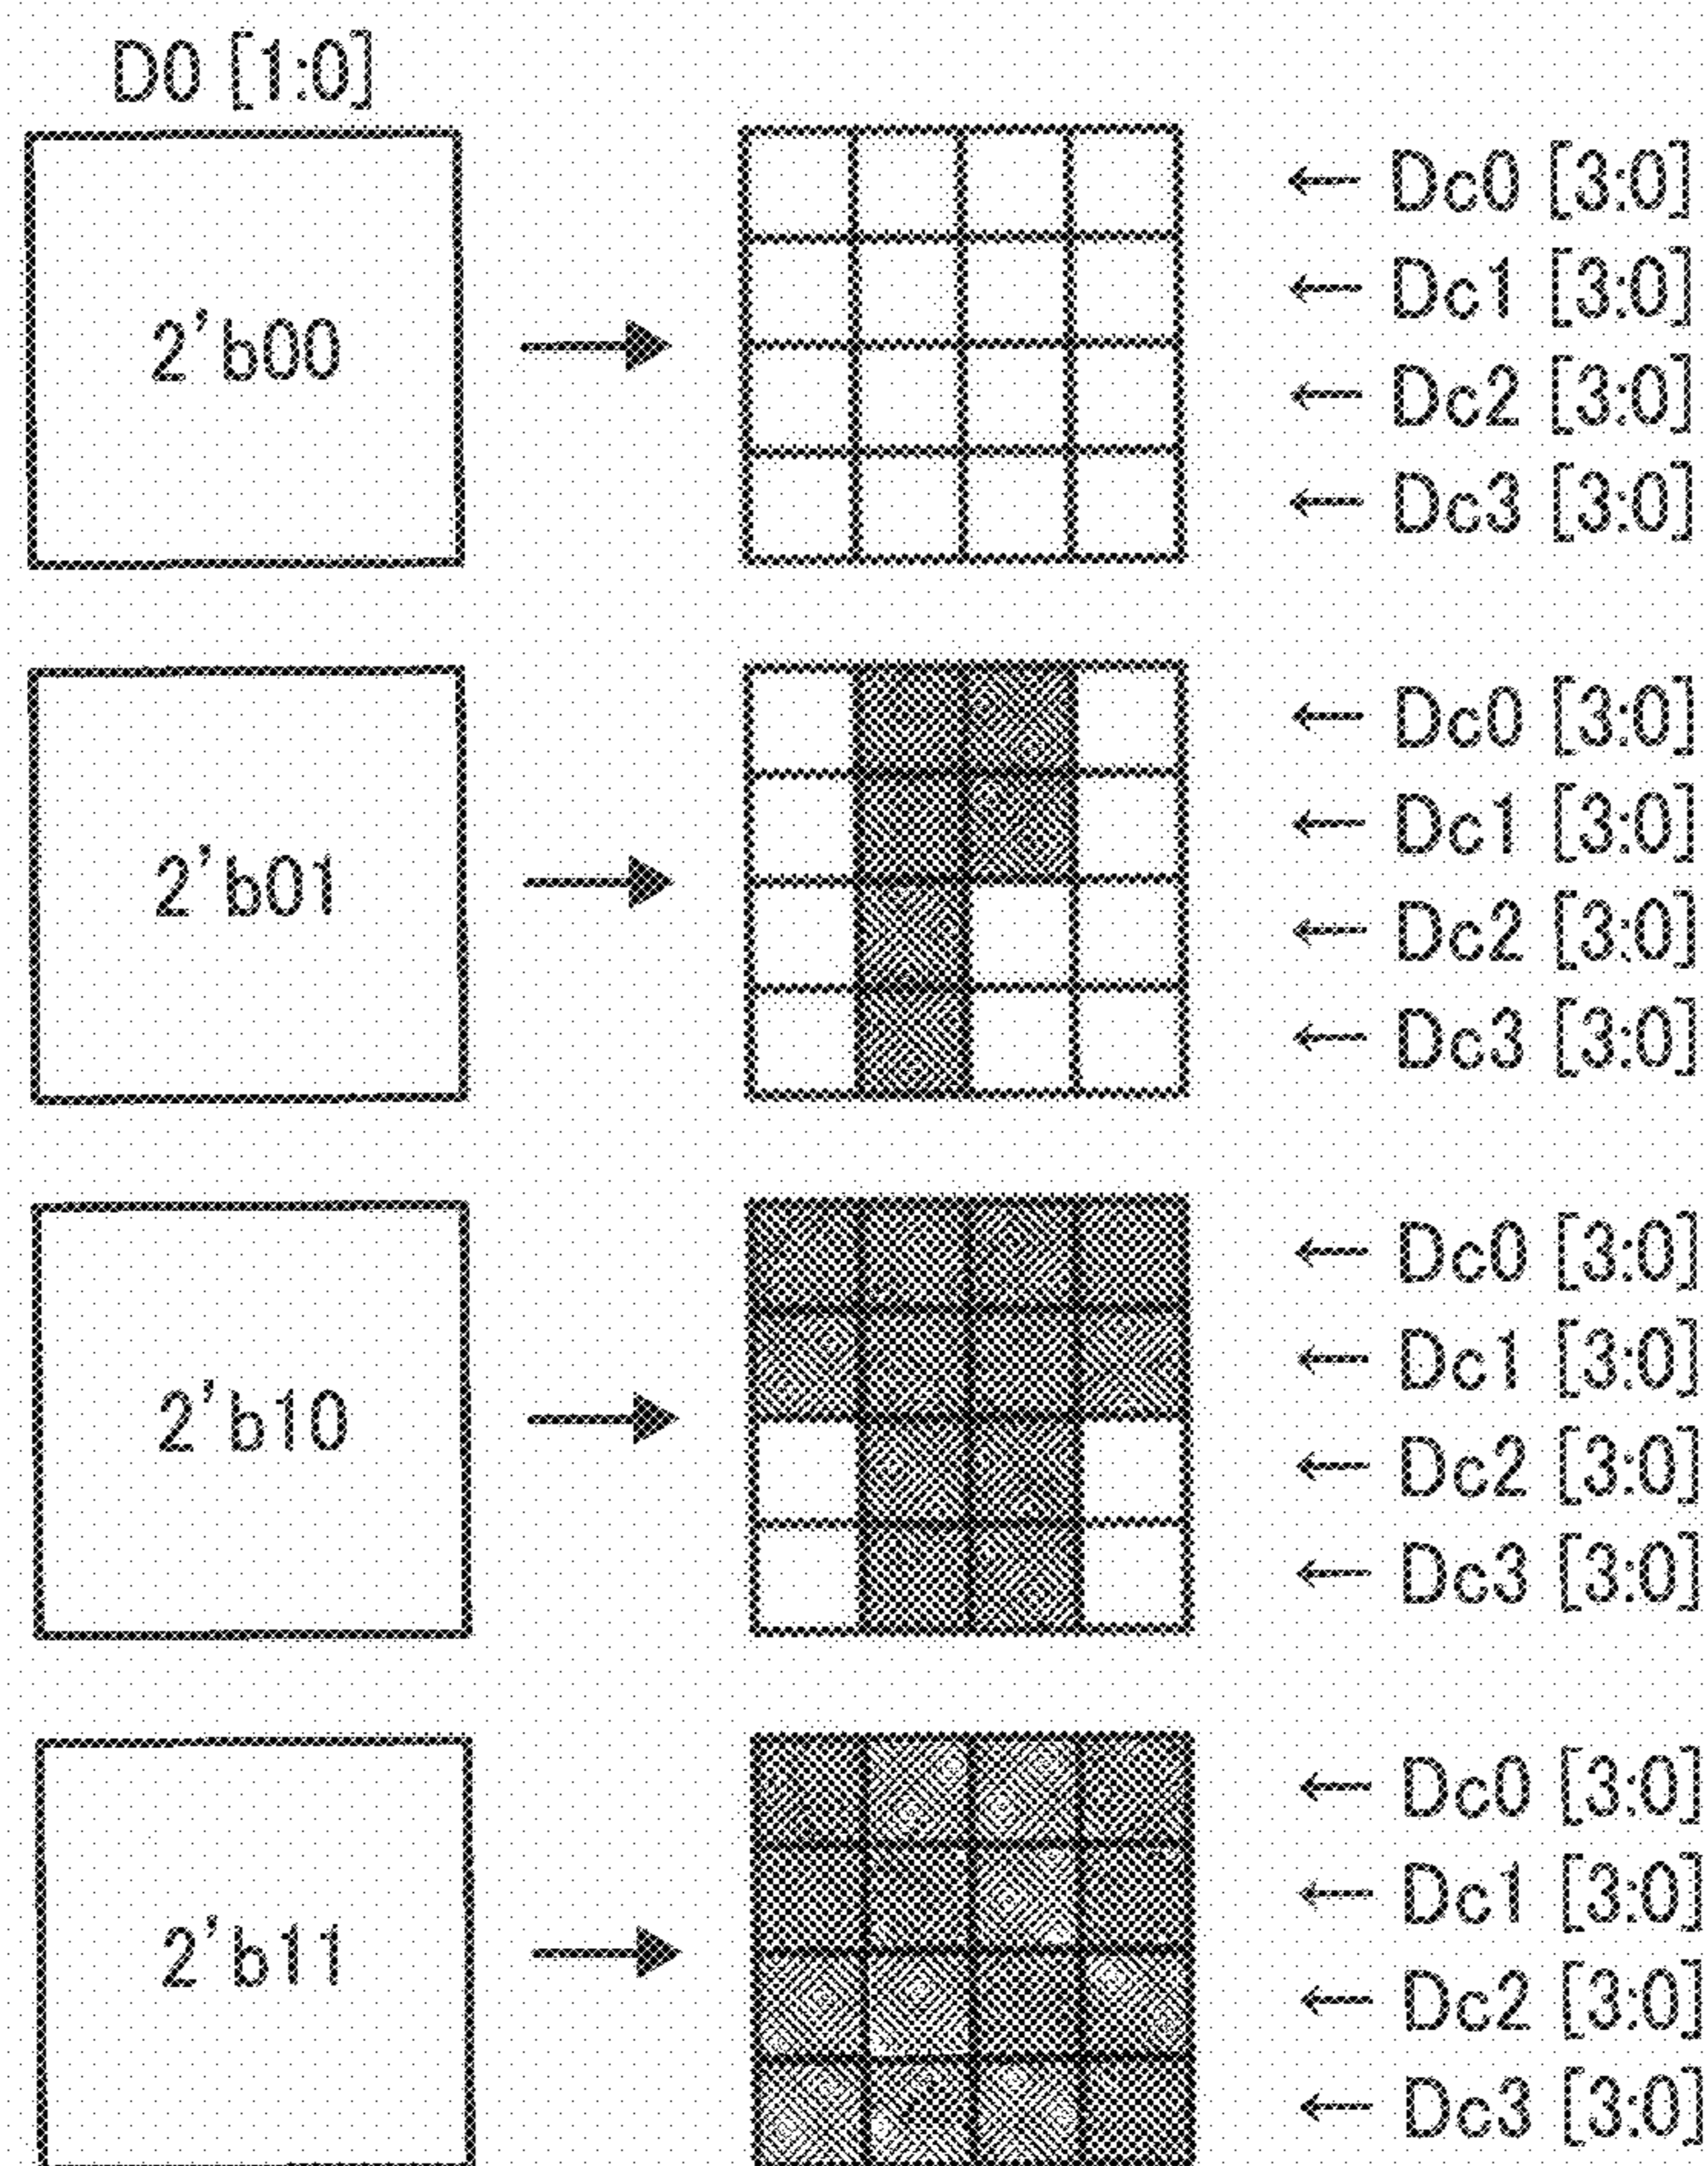 D0 [1:0]
2'b00
← Dc0 [3:0]
← Dc1 [3:0]
← Dc2 [3:0]
← Dc3 [3:0]
2'b01
← Dc0 [3:0]
← Dc1 [3:0]
← Dc2 [3:0]
← Dc3 [3:0]
2'b10
← Dc0 [3:0]
← Dc1 [3:0]
← Dc2 [3:0]
← Dc3 [3:0]
2'b11
← Dc0 [3:0]
← Dc1 [3:0]
← Dc2 [3:0]
← Dc3 [3:0]